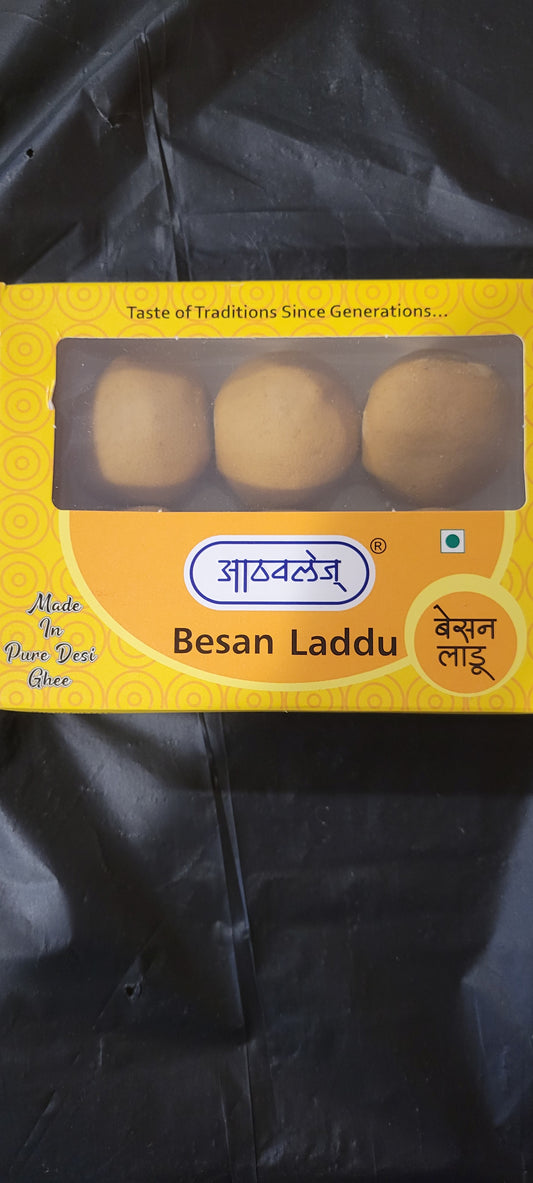 Taste of Traditions Since Generations...
आठवलेज् ®
Besan Laddu
बेसन
लाडू
Made
In
Pure Desi
Ghee